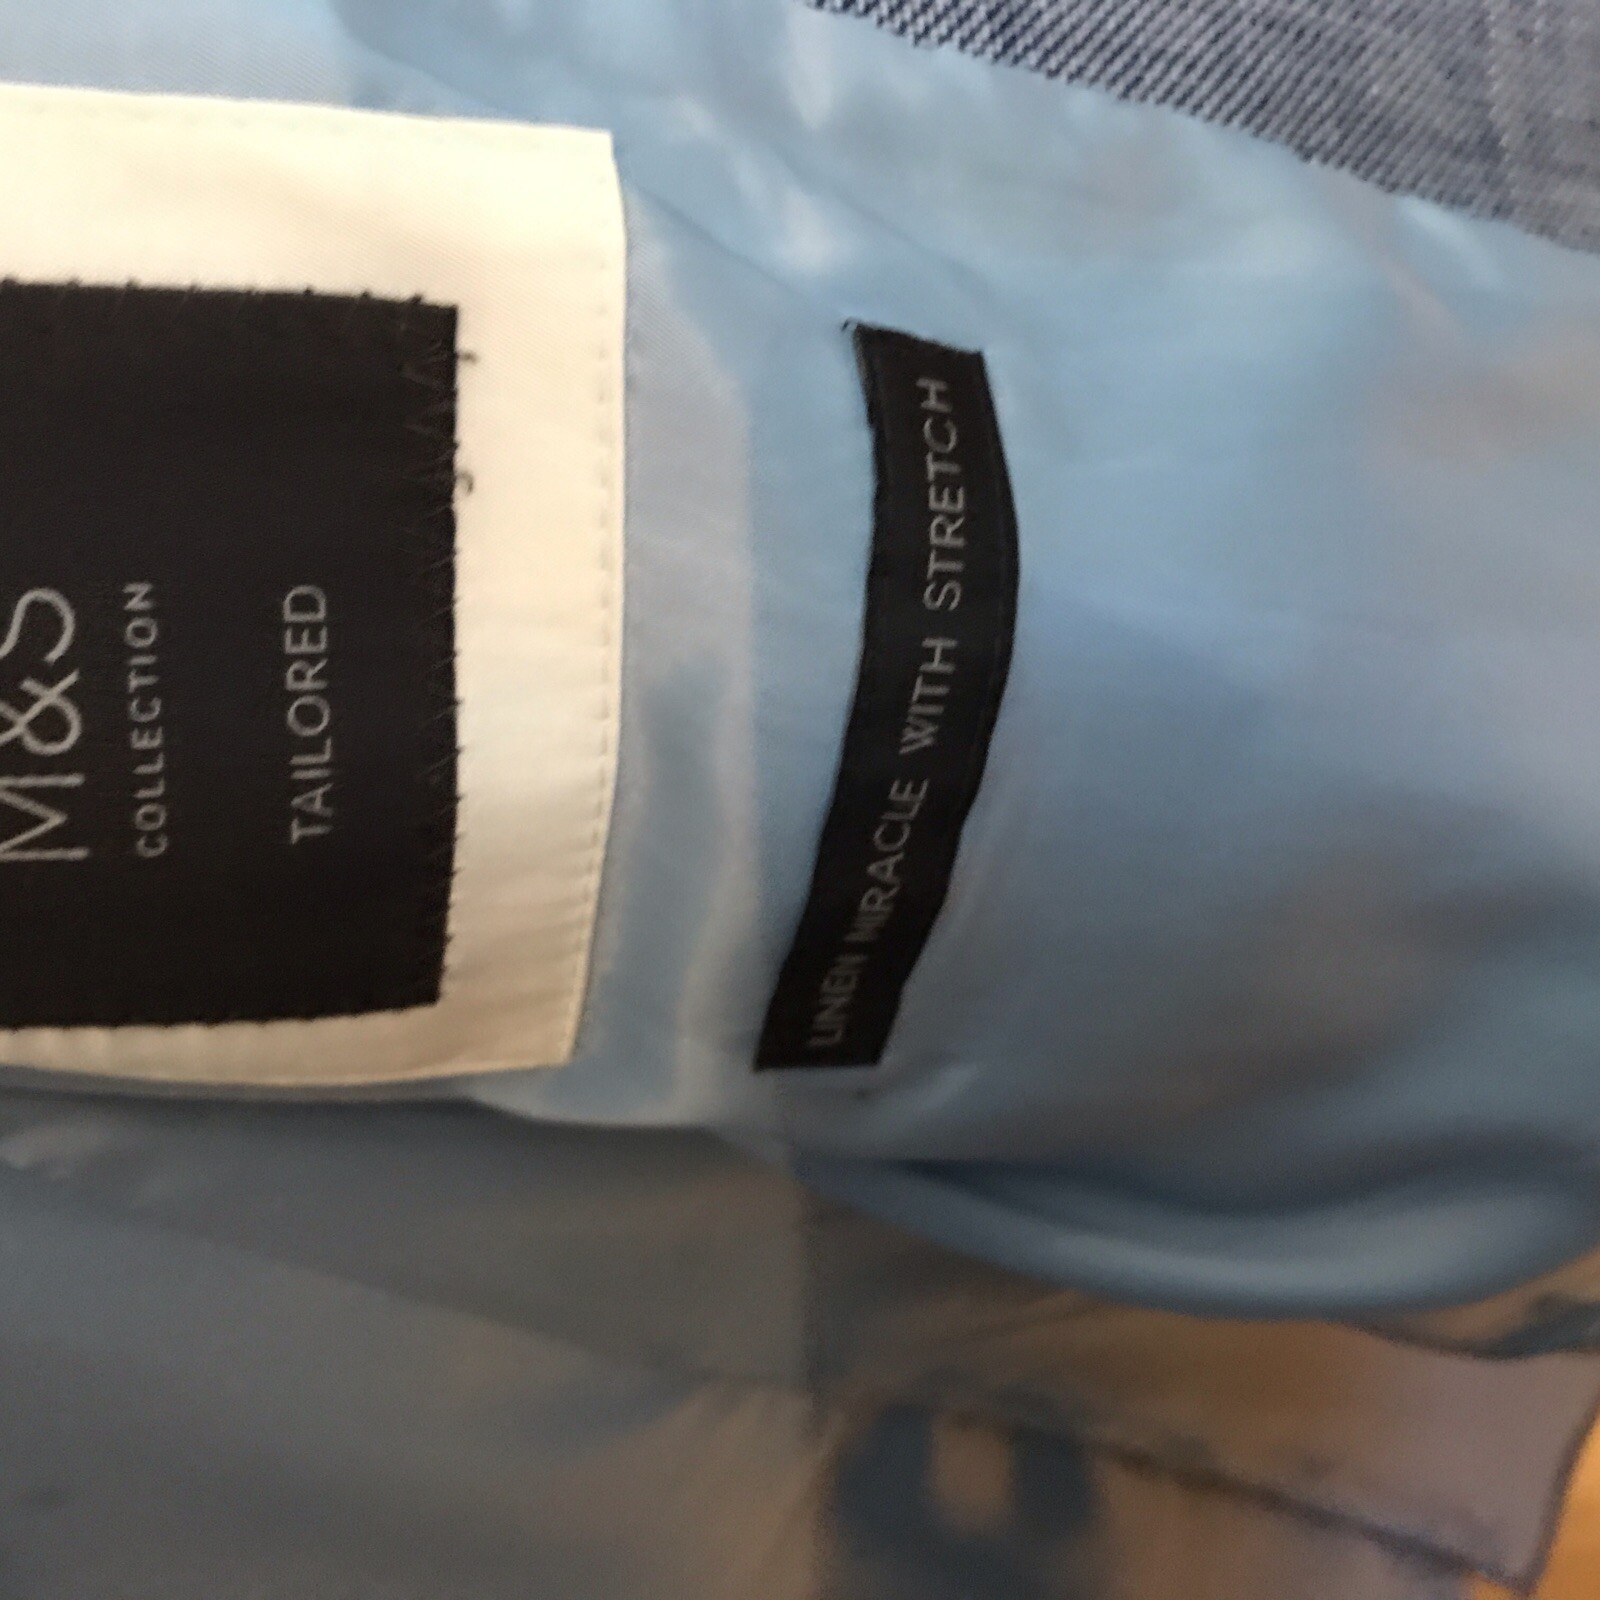 M&S
COLLECTION
TAILORED
LINEN MIRACLE WITH STRETCH